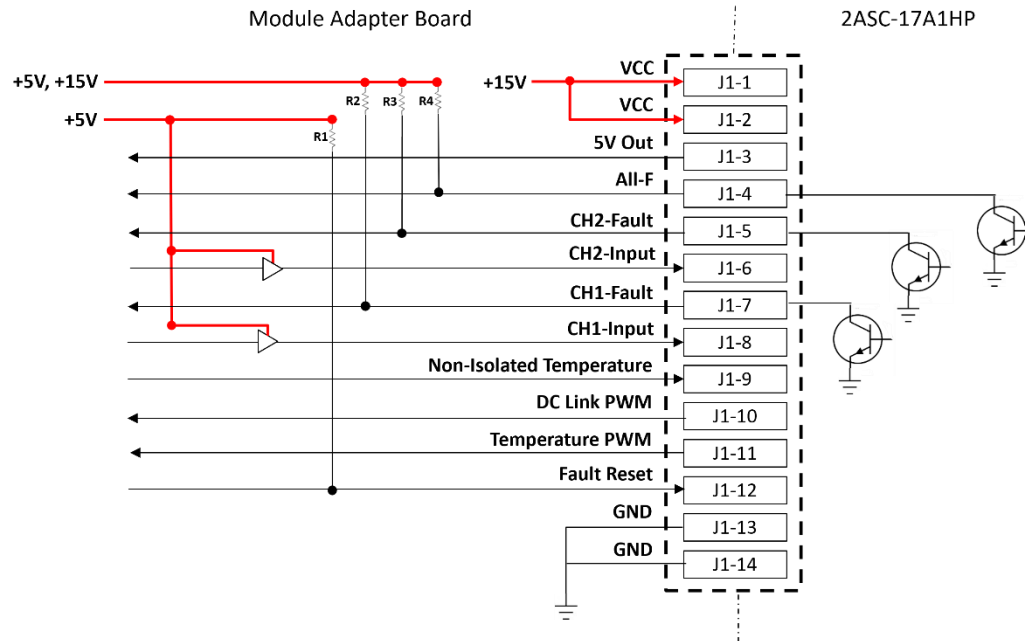 Module Adapter Board
2ASC-17A1HP
+5V, +15V
R2
R3
R4
+15V
VCC
J1-1
+5V
R1
VCC
J1-2
5V Out
J1-3
All-F
J1-4
CH2-Fault
J1-5
CH2-Input
J1-6
CH1-Fault
J1-7
CH1-Input
J1-8
Non-Isolated Temperature
J1-9
DC Link PWM
J1-10
Temperature PWM
J1-11
Fault Reset
J1-12
GND
J1-13
GND
J1-14